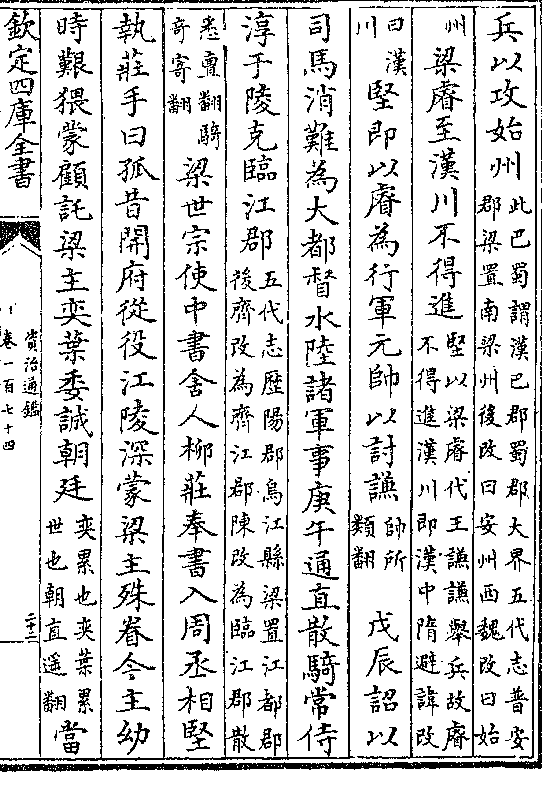 兵以攻始州此巴蜀謂漢巴郡蜀郡大界五代志普安郡梁置南梁州後改曰安州西魏改曰始
州梁睿至漢川不得進堅以梁睿代王謙謙舉兵故睿不得進漢川即漢中隋避諱改
曰漢川堅即以睿為行軍元帥以討謙帥所類翻戊辰詔以
司馬消難為大都督水陸諸軍事庚午通直散騎常侍
淳于陵克臨江郡五代志歷陽郡烏江縣梁置江都郡後齊改為齊江郡陳改為臨江郡散
悉亶翻騎奇寄翻梁世宗使中書舍人柳莊奉書入周丞相堅
執莊手曰孤昔開府從役江陵深蒙梁主殊眷今主幼
時艱猥蒙顧託梁主奕葉委誠朝廷奕累也奕葉累世也朝直遥翻當
欽定四庫全書
資治通鑑
卷一百七十四
二十二